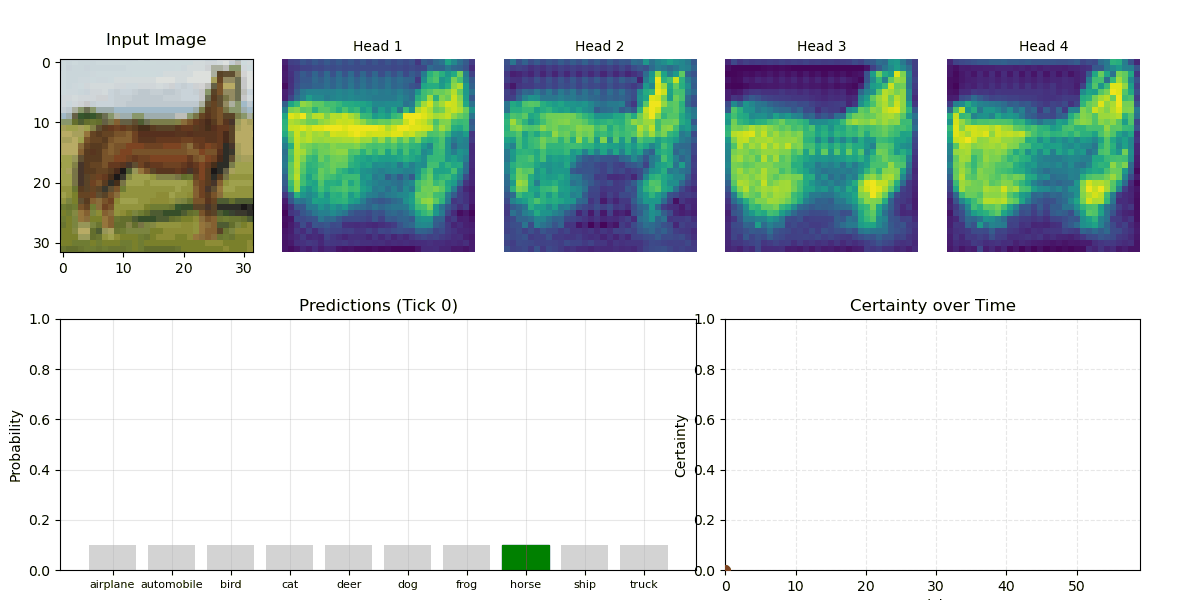 Input Image
Head 1
Head 2
Head 3
Head 4
0
10
20
30
0
10
20
30
Predictions (Tick 0)
Certainty over Time
1.0
0.8
0.6
0.4
0.2
0.0
Probability
airplane
automobile
bird
cat
deer
dog
frog
horse
ship
truck
1.0
0.8
0.6
0.4
0.2
0.0
Certainty
0
10
20
30
40
50